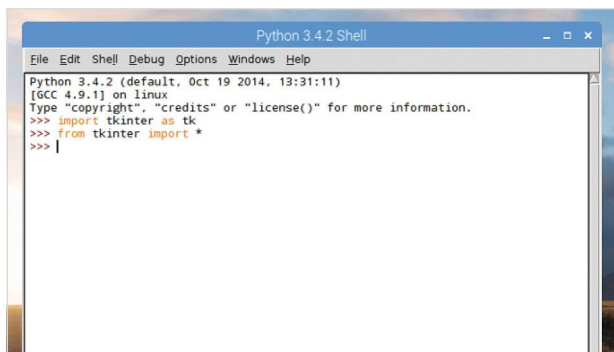 Python 3.4.2 Shell
File Edit Shell Debug Options Windows Help
Python 3.4.2 (default, Oct 19 2014, 13:31:11)
[GCC 4.9.1] on linux
Type "copyright", "credits" or "license()" for more information.
>>> import tkinter as tk
>>> from tkinter import *
>>>